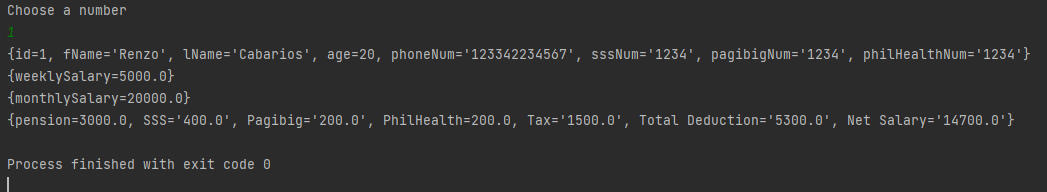 Choose a number
1
{id=1, fName='Renzo', lName='Cabarios', age=20, phoneNum='123342234567', sssNum='1234', pagibigNum='1234', philHealthNum='1234'}
{weeklySalary=5000.0}
{monthlySalary=20000.0}
{pension=3000.0, SSS='400.0', Pagibig='200.0', PhilHealth=200.0, Tax='1500.0', Total Deduction='5300.0', Net Salary='14700.0'}
Process finished with exit code 0